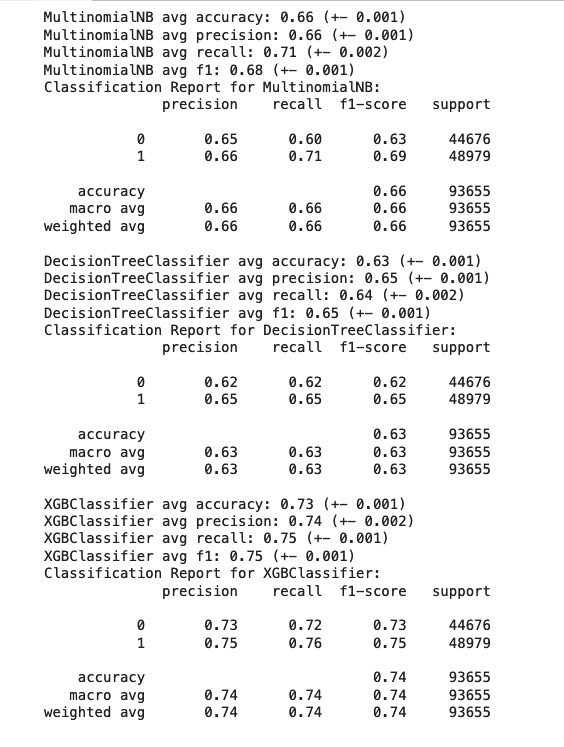 MultinomialNB avg accuracy: 0.66 (+- 0.001)
MultinomialNB avg precision: 0.66 (+- 0.001)
MultinomialNB avg recall: 0.71 (+- 0.002)
MultinomialNB avg f1: 0.68 (+- 0.001)
Classification Report for MultinomialNB:
precision recall f1-score support
0 0.65 0.60 0.63 44676
1 0.66 0.71 0.69 48979
accuracy 0.66 93655
macro avg 0.66 0.66 0.66 93655
weighted avg 0.66 0.66 0.66 93655
DecisionTreeClassifier avg accuracy: 0.63 (+- 0.001)
DecisionTreeClassifier avg precision: 0.65 (+- 0.001)
DecisionTreeClassifier avg recall: 0.64 (+- 0.002)
DecisionTreeClassifier avg f1: 0.65 (+- 0.001)
Classification Report for DecisionTreeClassifier:
precision recall f1-score support
0 0.62 0.62 0.62 44676
1 0.65 0.65 0.65 48979
accuracy 0.63 93655
macro avg 0.63 0.63 0.63 93655
weighted avg 0.63 0.63 0.63 93655
XGBClassifier avg accuracy: 0.73 (+- 0.001)
XGBClassifier avg precision: 0.74 (+- 0.002)
XGBClassifier avg recall: 0.75 (+- 0.001)
XGBClassifier avg f1: 0.75 (+- 0.001)
Classification Report for XGBClassifier:
precision recall f1-score support
0 0.73 0.72 0.73 44676
1 0.75 0.76 0.75 48979
accuracy 0.74 93655
macro avg 0.74 0.74 0.74 93655
weighted avg 0.74 0.74 0.74 93655